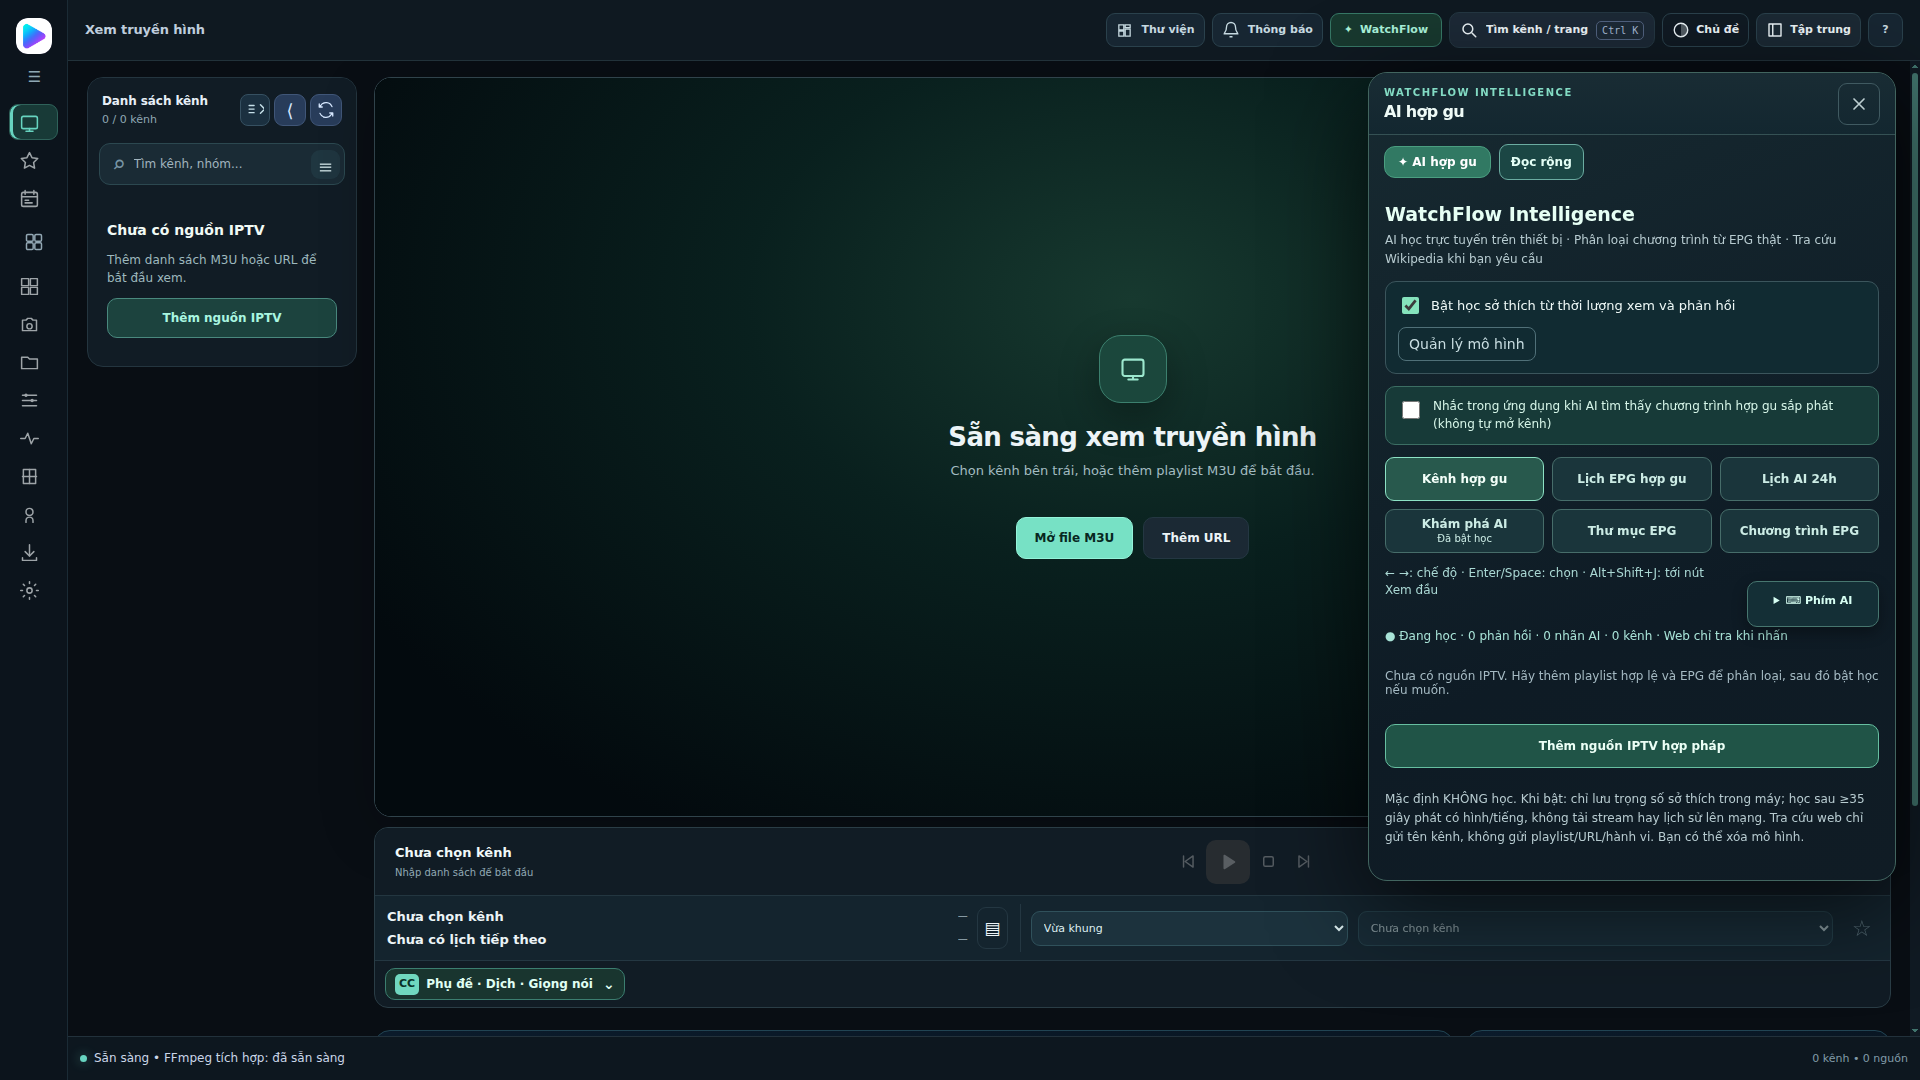 Xem truyền hình
Thư viện
Thông báo
✦ WatchFlow
Tìm kênh / trang Ctrl K
Chủ đề
Tập trung
?
Danh sách kênh
0 / 0 kênh
Tìm kênh, nhóm...
Chưa có nguồn IPTV
Thêm danh sách M3U hoặc URL để
bắt đầu xem.
Thêm nguồn IPTV
Sẵn sàng xem truyền hình
Chọn kênh bên trái, hoặc thêm playlist M3U để bắt đầu.
Mở file M3U
Thêm URL
WATCHFLOW INTELLIGENCE
AI hợp gu
✦ AI hợp gu
Đọc rộng
WatchFlow Intelligence
AI học trực tuyến trên thiết bị · Phân loại chương trình từ EPG thật · Tra cứu
Wikipedia khi bạn yêu cầu
Bật học sở thích từ thời lượng xem và phản hồi
Quản lý mô hình
Nhắc trong ứng dụng khi AI tìm thấy chương trình hợp gu sắp phát
(không tự mở kênh)
Kênh hợp gu
Lịch EPG hợp gu
Lịch AI 24h
Khám phá AI
Đã bật học
Thư mục EPG
Chương trình EPG
← →: chế độ · Enter/Space: chọn · Alt+Shift+J: tới nút
Xem đầu
▶ ⌨ Phím AI
● Đang học · 0 phản hồi · 0 nhãn AI · 0 kênh · Web chỉ tra khi nhấn
Chưa có nguồn IPTV. Hãy thêm playlist hợp lệ và EPG để phân loại, sau đó bật học
nếu muốn.
Thêm nguồn IPTV hợp pháp
Mặc định KHÔNG học. Khi bật: chỉ lưu trọng số sở thích trong máy; học sau ≥35
giây phát có hình/tiếng, không tải stream hay lịch sử lên mạng. Tra cứu web chỉ
gửi tên kênh, không gửi playlist/URL/hành vi. Bạn có thể xóa mô hình.
Chưa chọn kênh
Nhập danh sách để bắt đầu
Chưa chọn kênh —
Chưa có lịch tiếp theo —
Vừa khung
Chưa chọn kênh
CC Phụ đề · Dịch · Giọng nói
Sẵn sàng • FFmpeg tích hợp: đã sẵn sàng
0 kênh • 0 nguồn